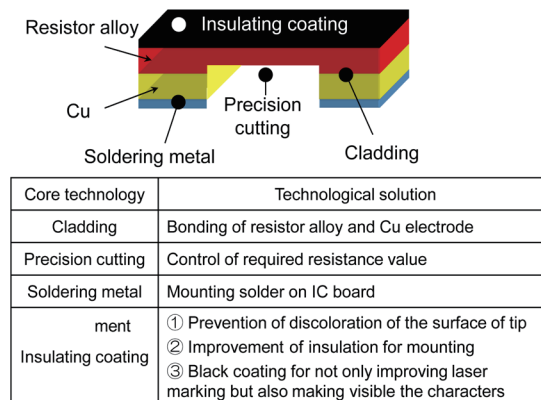 Insulating coating
Resistor alloy
Cu
Precision
cutting
Soldering metal
Cladding
Core technology Technological solution
Cladding Bonding of resistor alloy and Cu electrode
Precision cutting Control of required resistance value
Soldering metal Mounting solder on IC board
ment
Insulating coating
① Prevention of discoloration of the surface of tip
② Improvement of insulation for mounting
③ Black coating for not only improving laser
marking but also making visible the characters